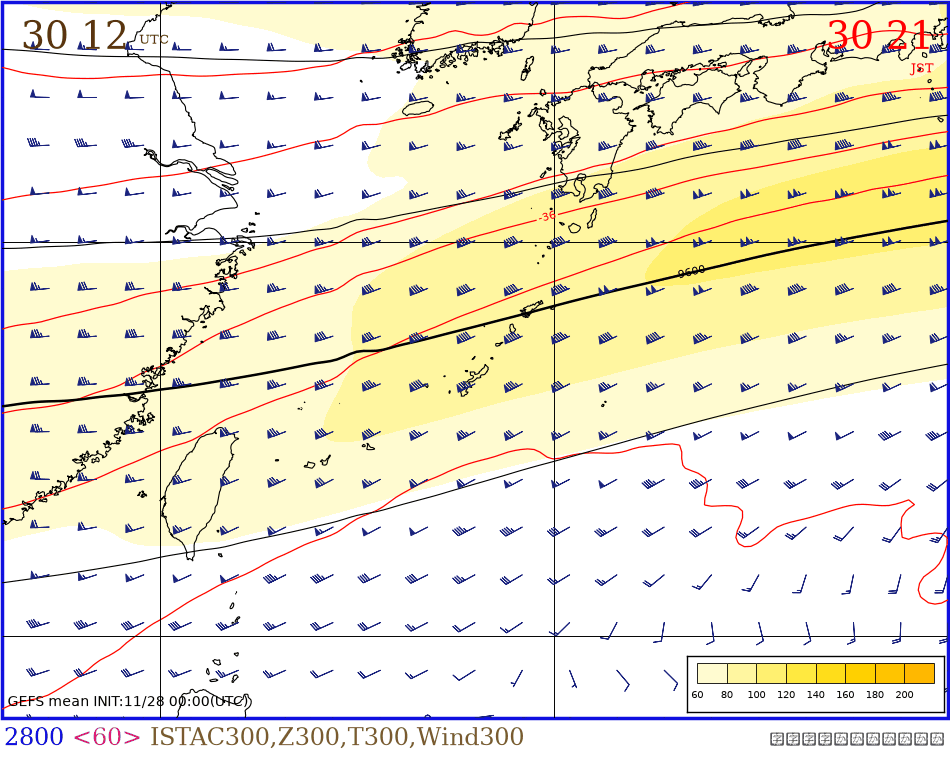 30 12 UTC
30 21
JST
-36
9600
60 80 100 120 140 160 180 200
GEFS mean INIT:11/28 00:00(UTC)
2800 <60> ISTAC300,Z300,T300,Wind300